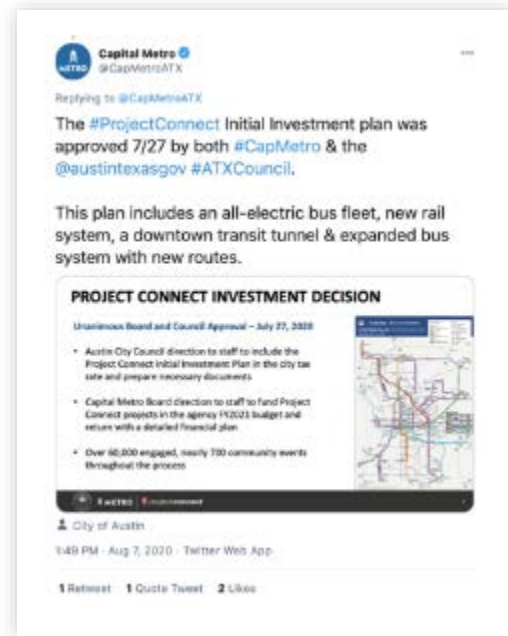 Capital Metro
@CapMetroATX
Replying to @CapMetroATX
The #ProjectConnect Initial Investment plan was
approved 7/27 by both #CapMetro & the
@austintexasgov #ATXCouncil.
This plan includes an all-electric bus fleet, new rail
system, a downtown transit tunnel & expanded bus
system with new routes.
PROJECT CONNECT INVESTMENT DECISION
Unanimous Board and Council Approval – July 27, 2020
• Austin City Council direction to staff to include the
Project Connect Initial Investment Plan in the city tax
rate and prepare necessary documents
• Capital Metro Board direction to staff to fund Project
Connect projects in the agency FY2021 budget and
return with a detailed financial plan
• Over 60,000 engaged, nearly 700 community events
throughout the process
METRO
City of Austin
1:49 PM · Aug 7, 2020 · Twitter Web App
1 Retweet 1 Quote Tweet 2 Likes